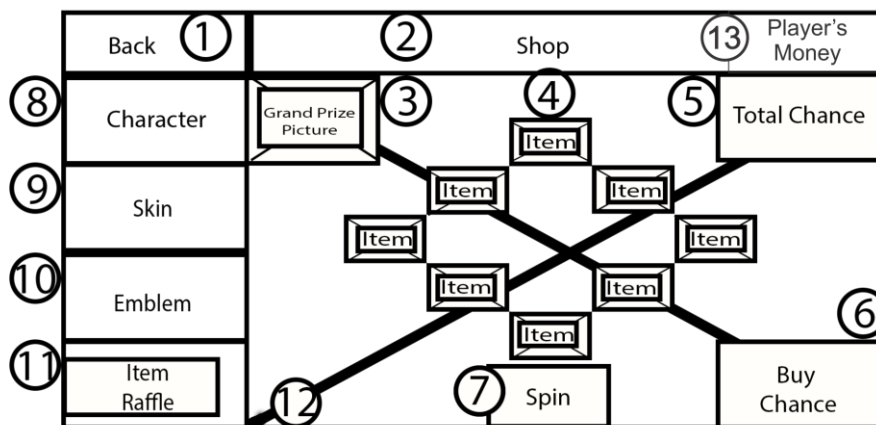 Back
1
2
Shop
13
Player's
Money
8
Character
Grand Prize
Picture
3
4
5
Total Chance
Item
9
Skin
Item
Item
Item
Item
10
Emblem
Item
Item
6
Item
11
Item
Raffle
12
7
Spin
Buy
Chance